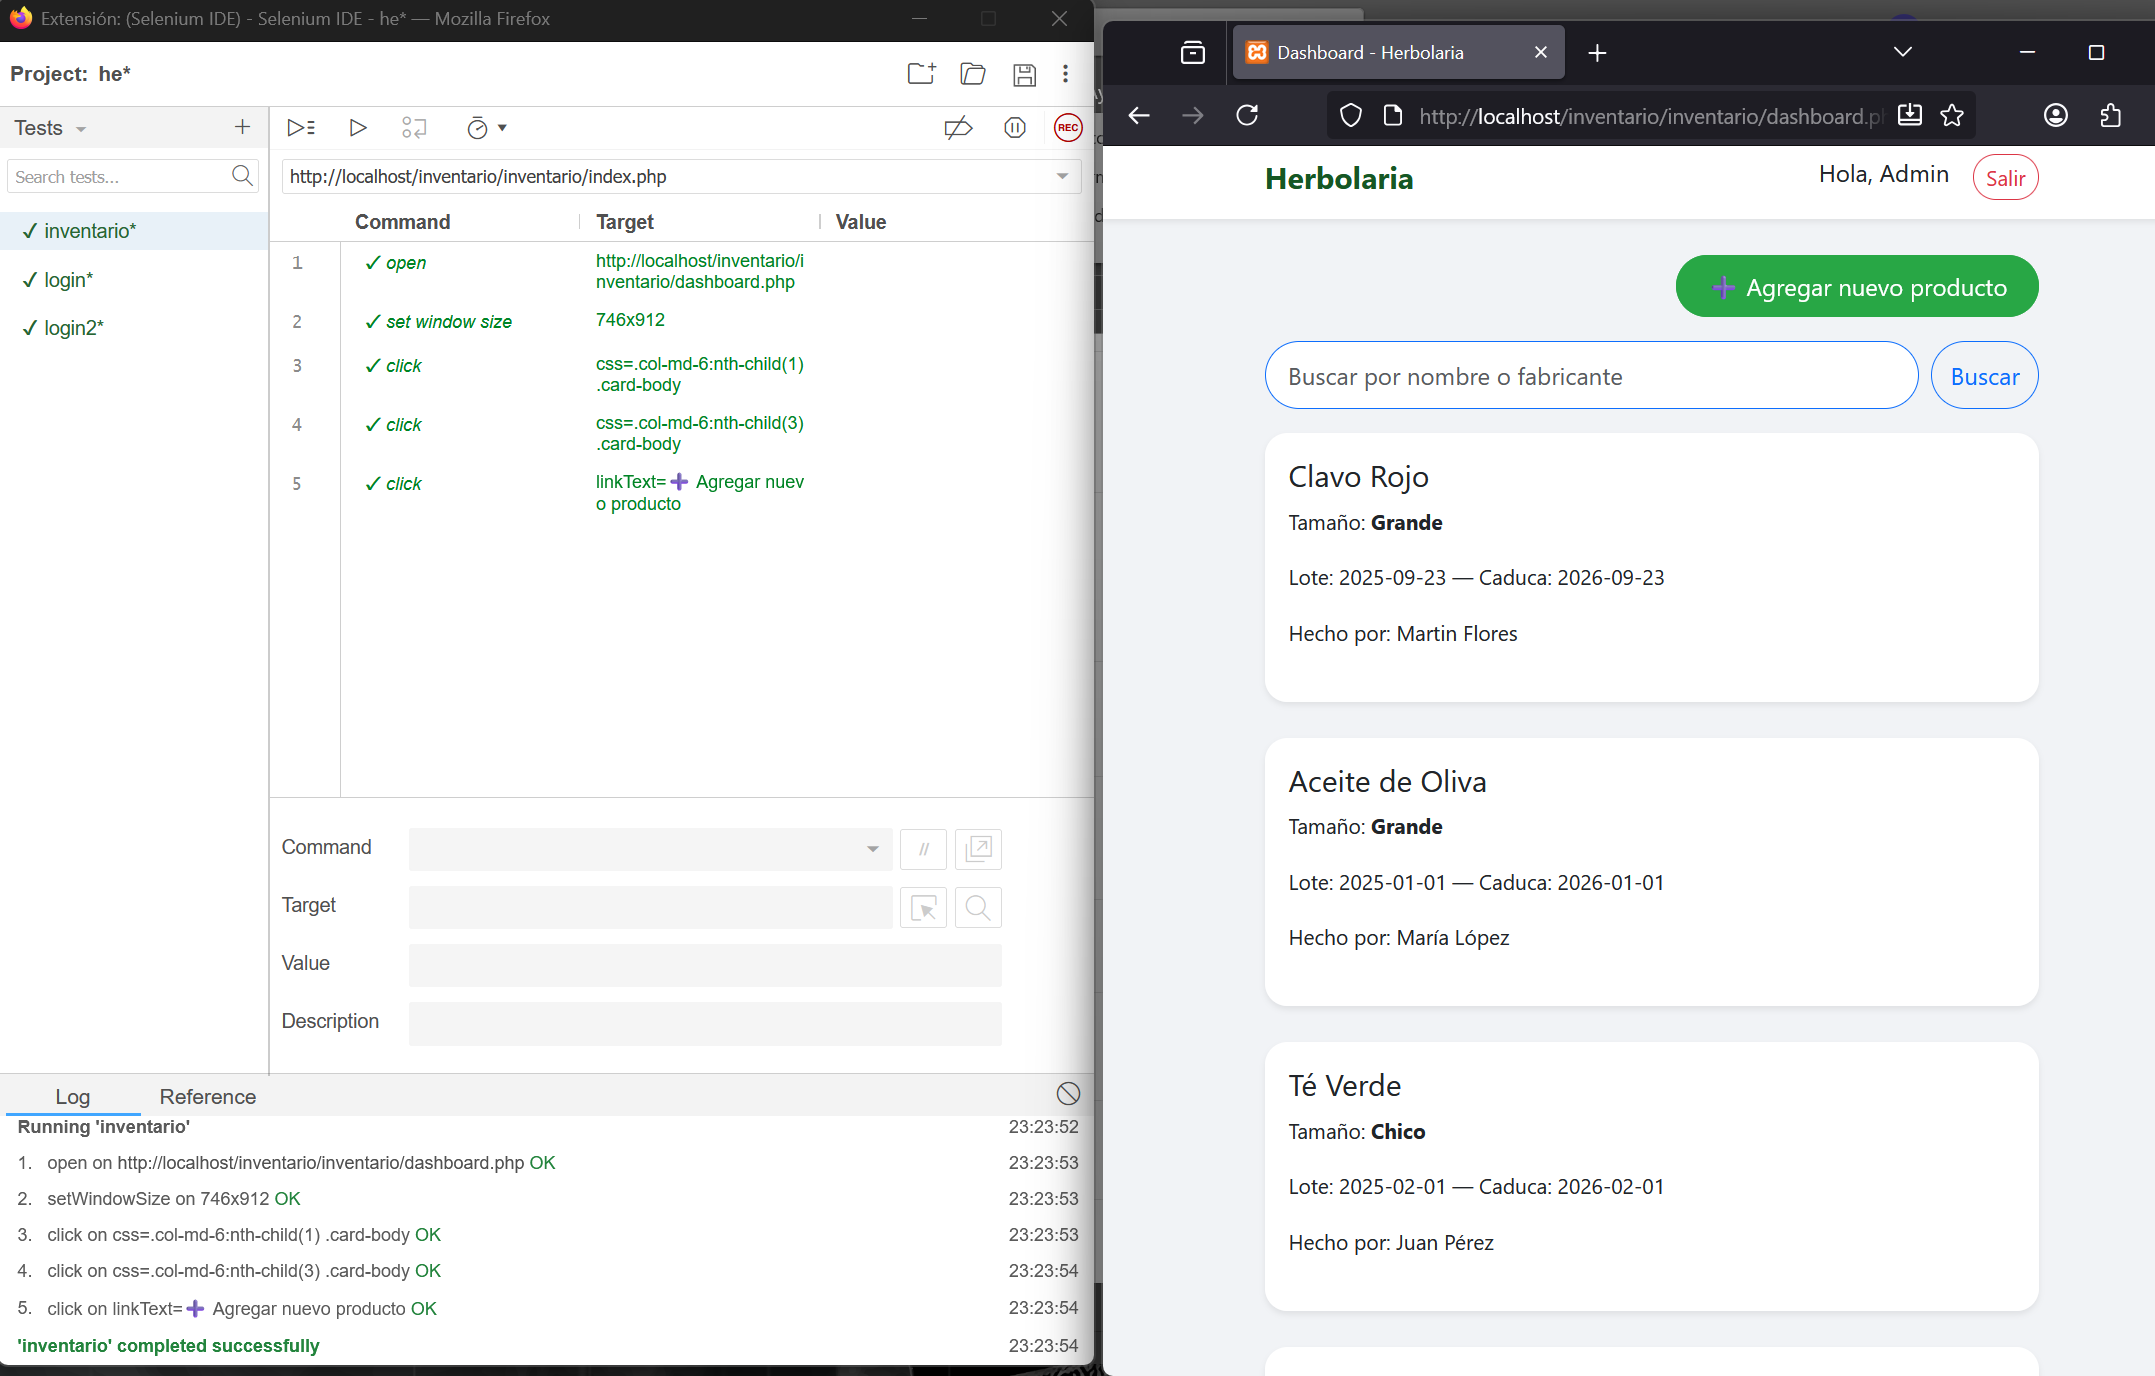 Extensión: (Selenium IDE) - Selenium IDE - he* — Mozilla Firefox
Project: he*
Tests
Search tests...
✓ inventario*
✓ login*
✓ login2*
REC
http://localhost/inventario/inventario/index.php
Command Target Value
1 ✓ open http://localhost/inventario/i
nventario/dashboard.php
2 ✓ set window size 746x912
3 ✓ click css=.col-md-6:nth-child(1)
.card-body
4 ✓ click css=.col-md-6:nth-child(3)
.card-body
5 ✓ click linkText=➕ Agregar nuev
o producto
Command
//
Target
Value
Description
Log Reference
Running 'inventario' 23:23:52
1. open on http://localhost/inventario/inventario/dashboard.php OK 23:23:53
2. setWindowSize on 746x912 OK 23:23:53
3. click on css=.col-md-6:nth-child(1) .card-body OK 23:23:53
4. click on css=.col-md-6:nth-child(3) .card-body OK 23:23:54
5. click on linkText=➕ Agregar nuevo producto OK 23:23:54
'inventario' completed successfully 23:23:54
Dashboard - Herbolaria
http://localhost/inventario/inventario/dashboard.ph
Herbolaria
Hola, Admin
Salir
➕ Agregar nuevo producto
Buscar por nombre o fabricante
Buscar
Clavo Rojo
Tamaño: Grande
Lote: 2025-09-23 — Caduca: 2026-09-23
Hecho por: Martin Flores
Aceite de Oliva
Tamaño: Grande
Lote: 2025-01-01 — Caduca: 2026-01-01
Hecho por: María López
Té Verde
Tamaño: Chico
Lote: 2025-02-01 — Caduca: 2026-02-01
Hecho por: Juan Pérez